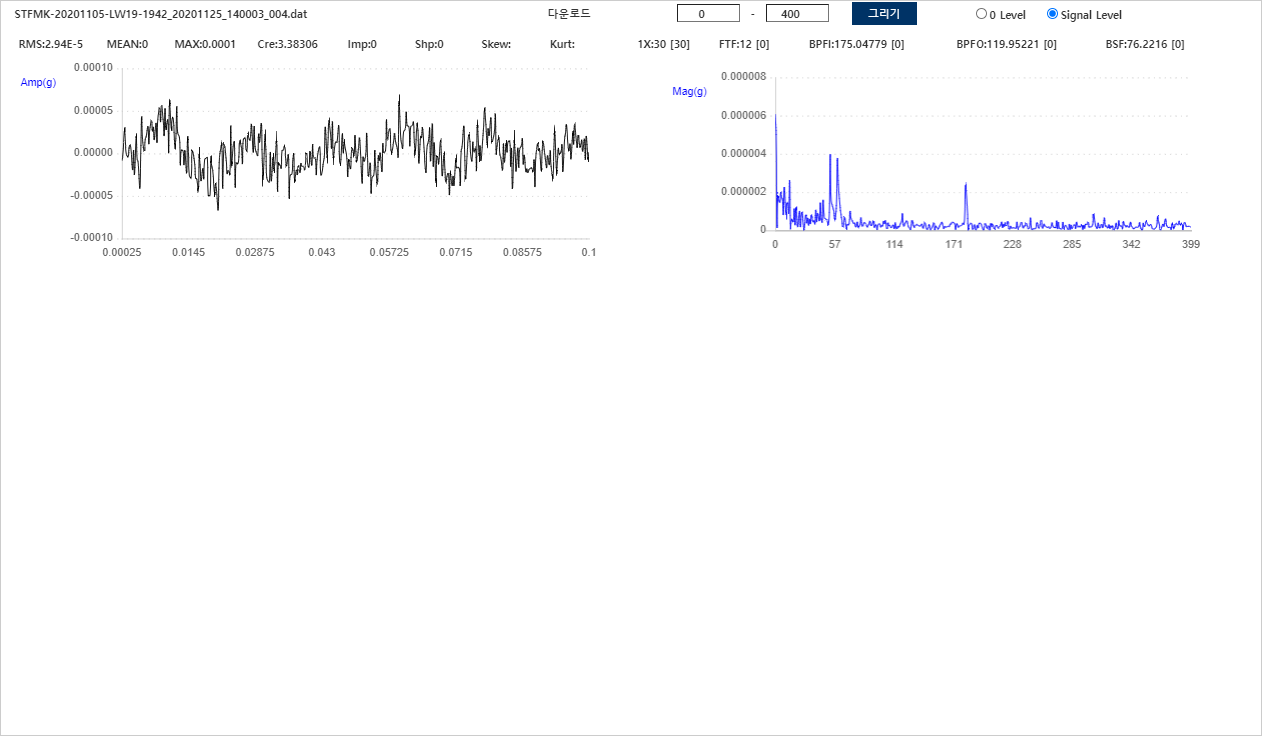 STFMK-20201105-LW19-1942_20201125_140003_004.dat 다운로드 0 - 400 그리기 0 Level Signal Level
RMS:2.94E-5 MEAN:0 MAX:0.0001 Cre:3.38306 Imp:0 Shp:0 Skew: Kurt: 1X:30 [30] FTF:12 [0] BPFI:175.04779 [0] BPFO:119.95221 [0] BSF:76.2216 [0]
Amp(g)
0.00010
0.00005
0.00000
-0.00005
-0.00010
0.00025 0.0145 0.02875 0.043 0.05725 0.0715 0.08575 0.1
Mag(g)
0.000008
0.000006
0.000004
0.000002
0
0 57 114 171 228 285 342 399